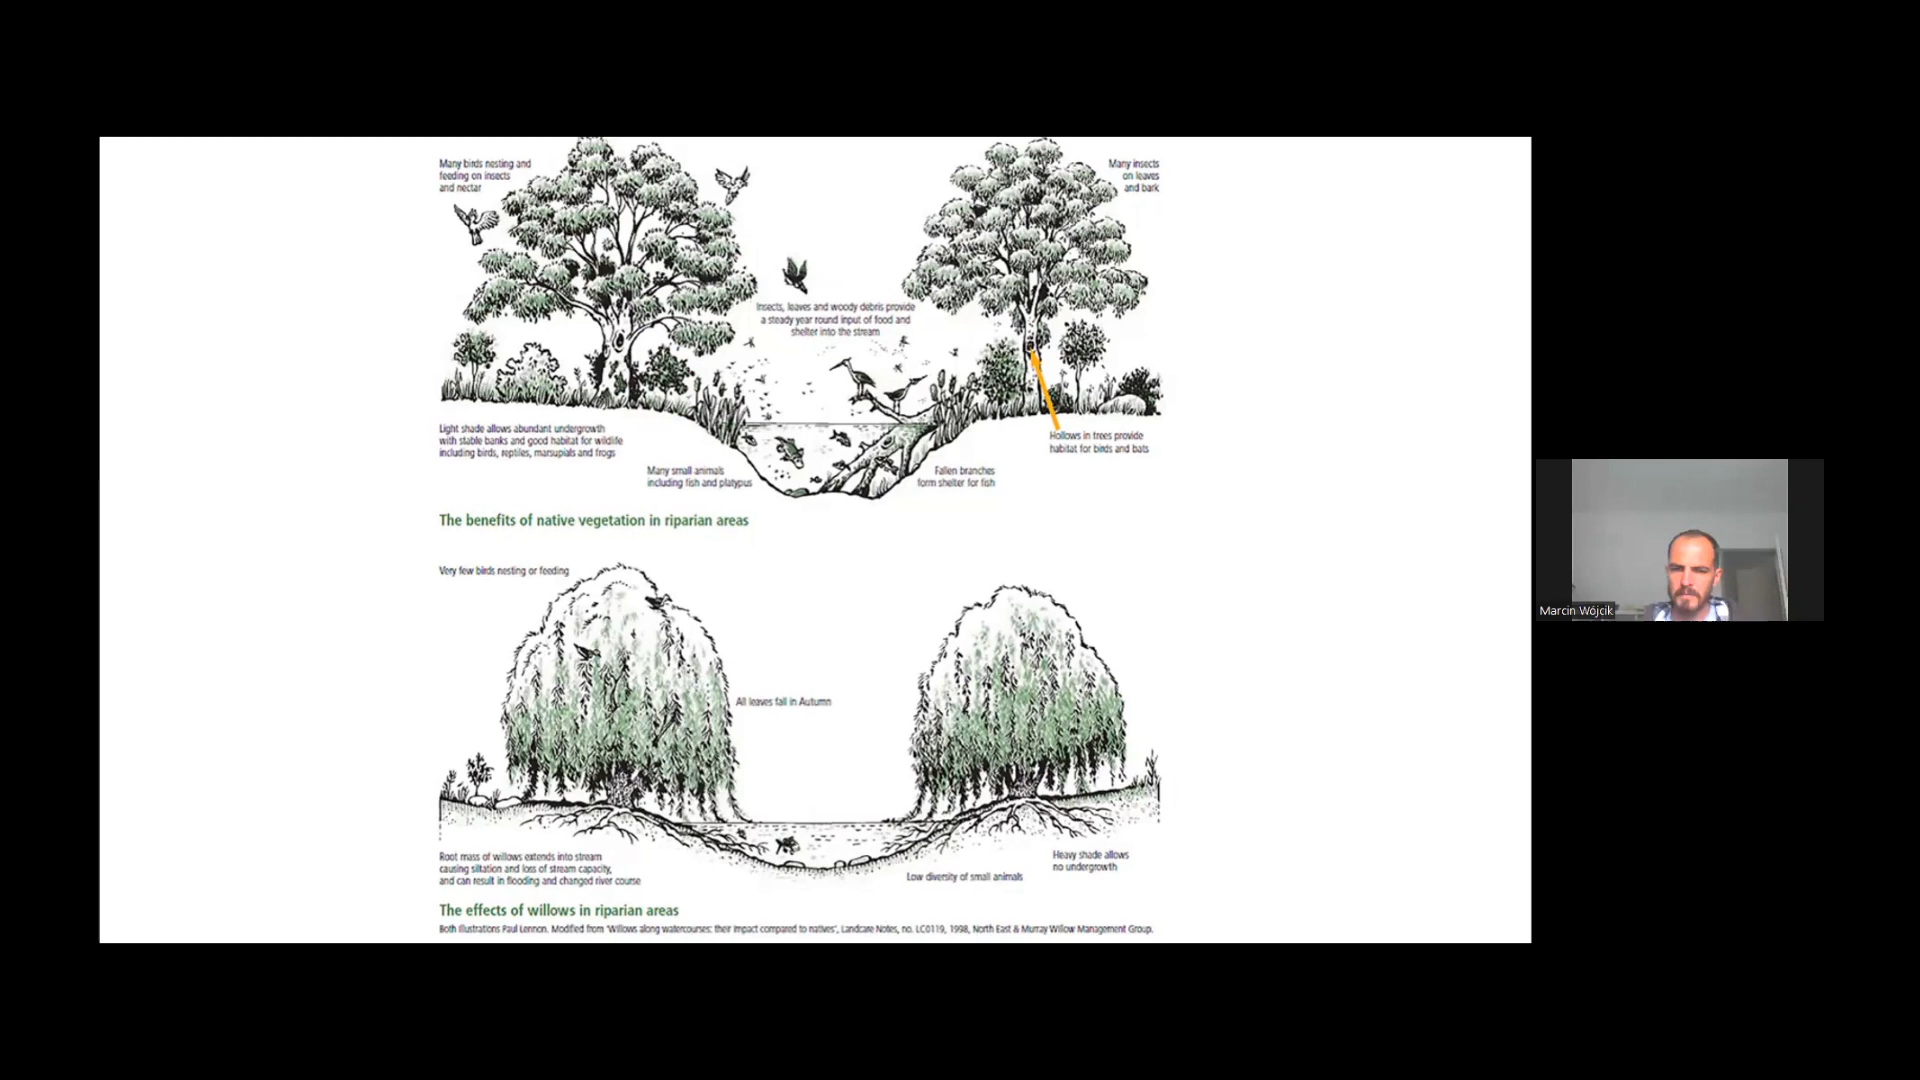 Many birds nesting and
feeding on insects
and nectar
Many insects
on leaves
and bark
Insects, leaves and woody debris provide
a steady year round input of food and
shelter into the stream
Light shade allows abundant undergrowth
with stable banks and good habitat for wildlife
including birds, reptiles, marsupials and frogs
Hollows in trees provide
habitat for birds and bats
Many small animals
including fish and platypus
Fallen branches
form shelter for fish
The benefits of native vegetation in riparian areas
Very few birds nesting or feeding
Marcin Wójcik
All leaves fall in Autumn
Root mass of willows extends into stream
causing siltation and loss of stream capacity,
and can result in flooding and changed river course
Heavy shade allows
no undergrowth
Low diversity of small animals
The effects of willows in riparian areas
Both illustrations Paul Lennon. Modified from 'Willows along watercourses: their impact compared to natives', Landcare Notes, no. LC0119, 1998, North East & Murray Willow Management Group.